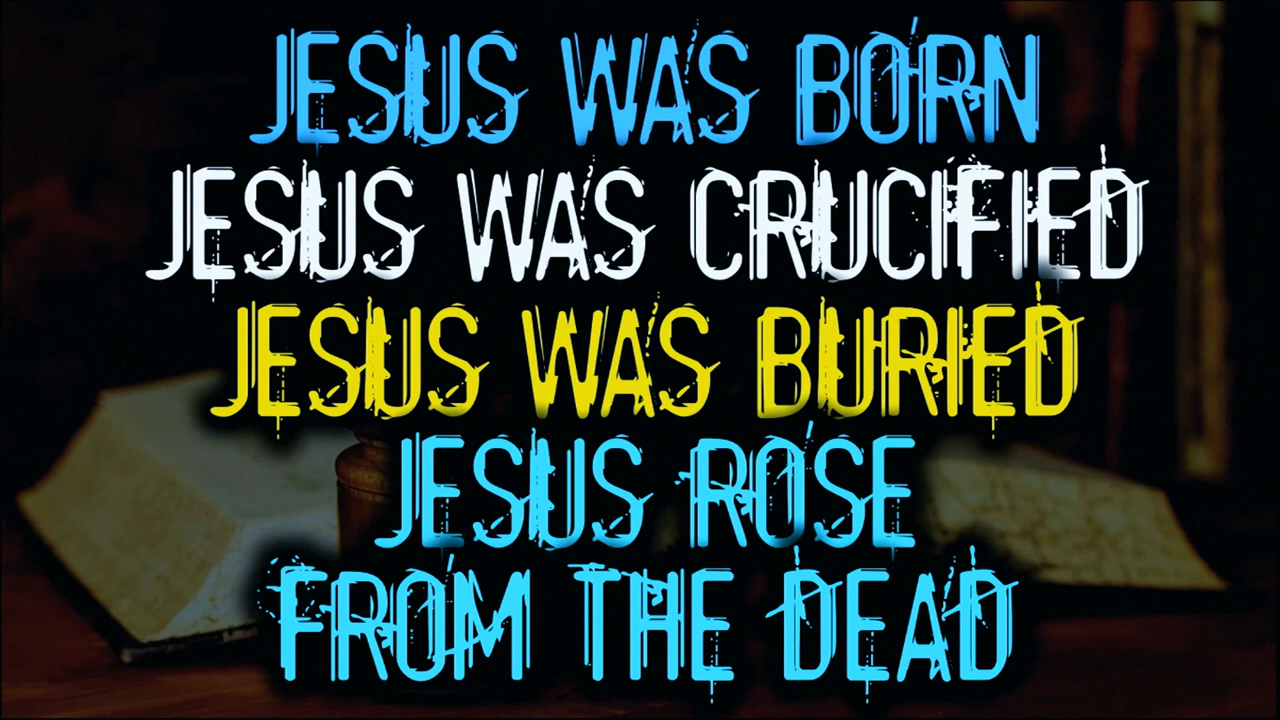 JESUS WAS BORN
JESUS WAS CRUCIFIED
JESUS WAS BURIED
JESUS ROSE
FROM THE DEAD